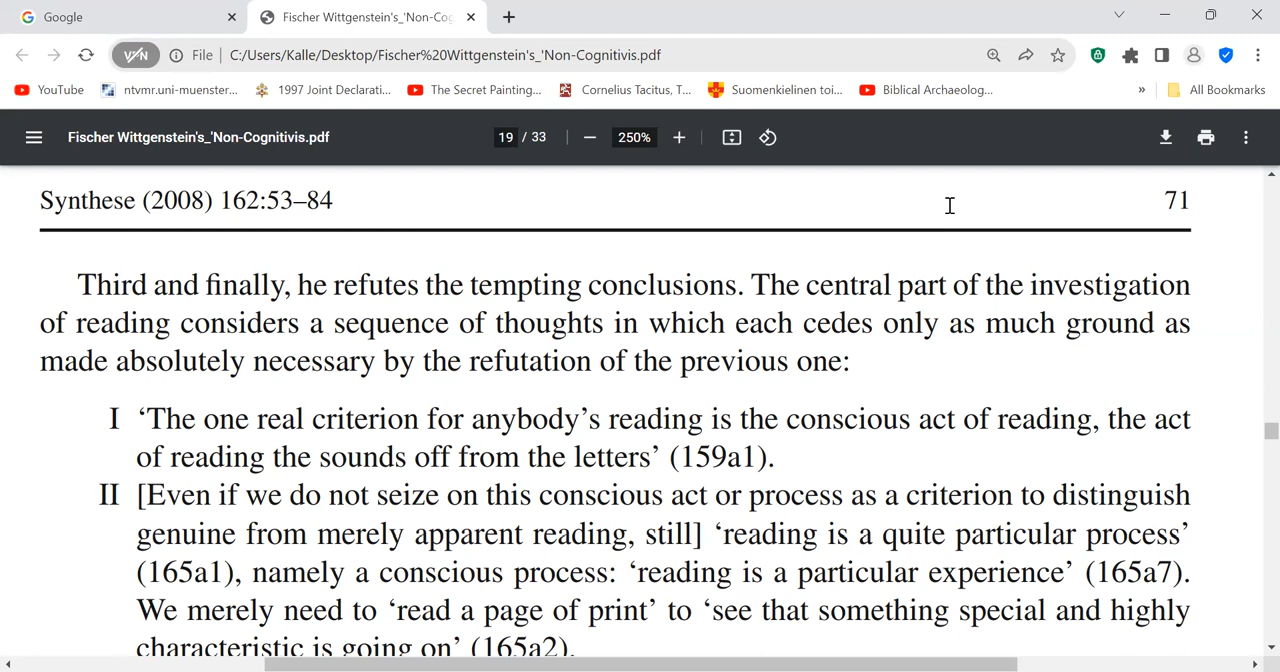 Google
Fischer Wittgenstein's_'Non-Cog
VPN
File
C:/Users/Kalle/Desktop/Fischer%20Wittgenstein's_'Non-Cognitivis.pdf
YouTube
ntvmr.uni-muenster...
1997 Joint Declarati...
The Secret Painting...
Cornelius Tacitus, T...
Suomenkielinen toi...
Biblical Archaeolog...
»
All Bookmarks
Fischer Wittgenstein's_'Non-Cognitivis.pdf
19 / 33
250%
Synthese (2008) 162:53–84 71
Third and finally, he refutes the tempting conclusions. The central part of the investigation
of reading considers a sequence of thoughts in which each cedes only as much ground as
made absolutely necessary by the refutation of the previous one:
I ‘The one real criterion for anybody’s reading is the conscious act of reading, the act
of reading the sounds off from the letters’ (159a1).
II [Even if we do not seize on this conscious act or process as a criterion to distinguish
genuine from merely apparent reading, still] ‘reading is a quite particular process’
(165a1), namely a conscious process: ‘reading is a particular experience’ (165a7).
We merely need to ‘read a page of print’ to ‘see that something special and highly
characteristic is going on’ (165a2).